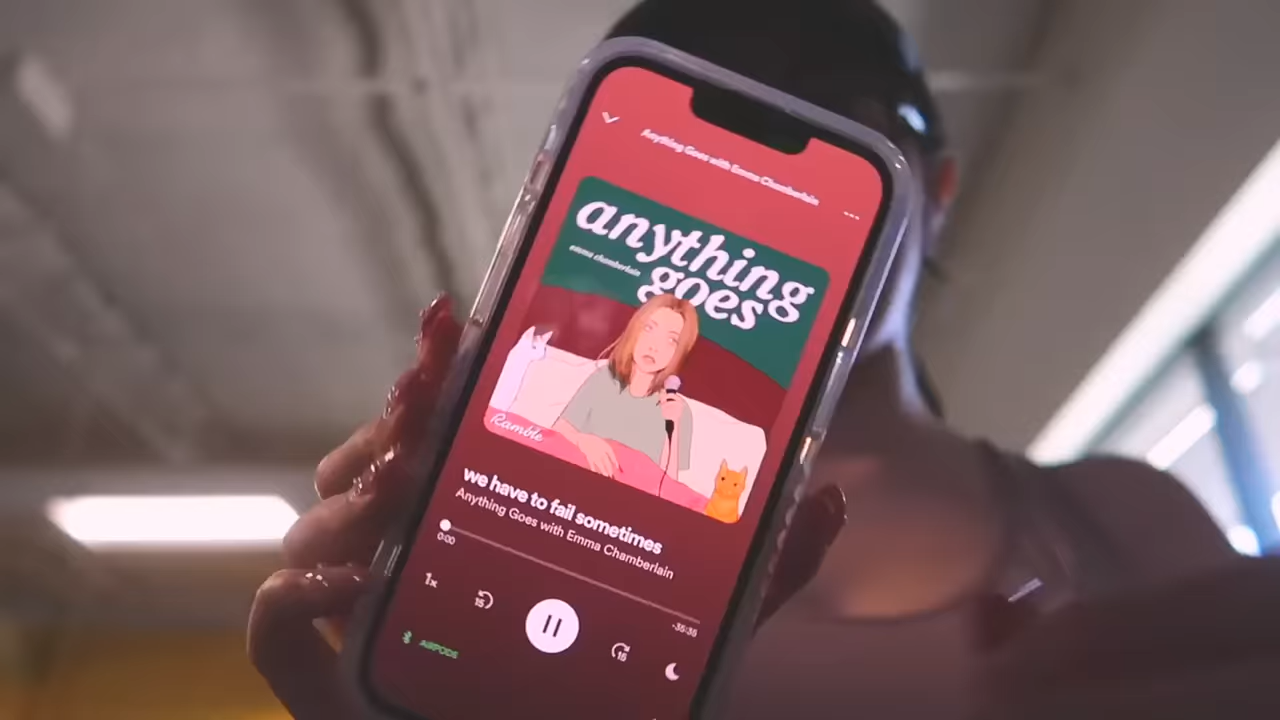 Anything Goes with Emma Chamberlain
anything
emma chamberlain
goes
Ramble
we have to fail sometimes
Anything Goes with Emma Chamberlain
0:00
-35:35
1x
15
15
AIRPODS